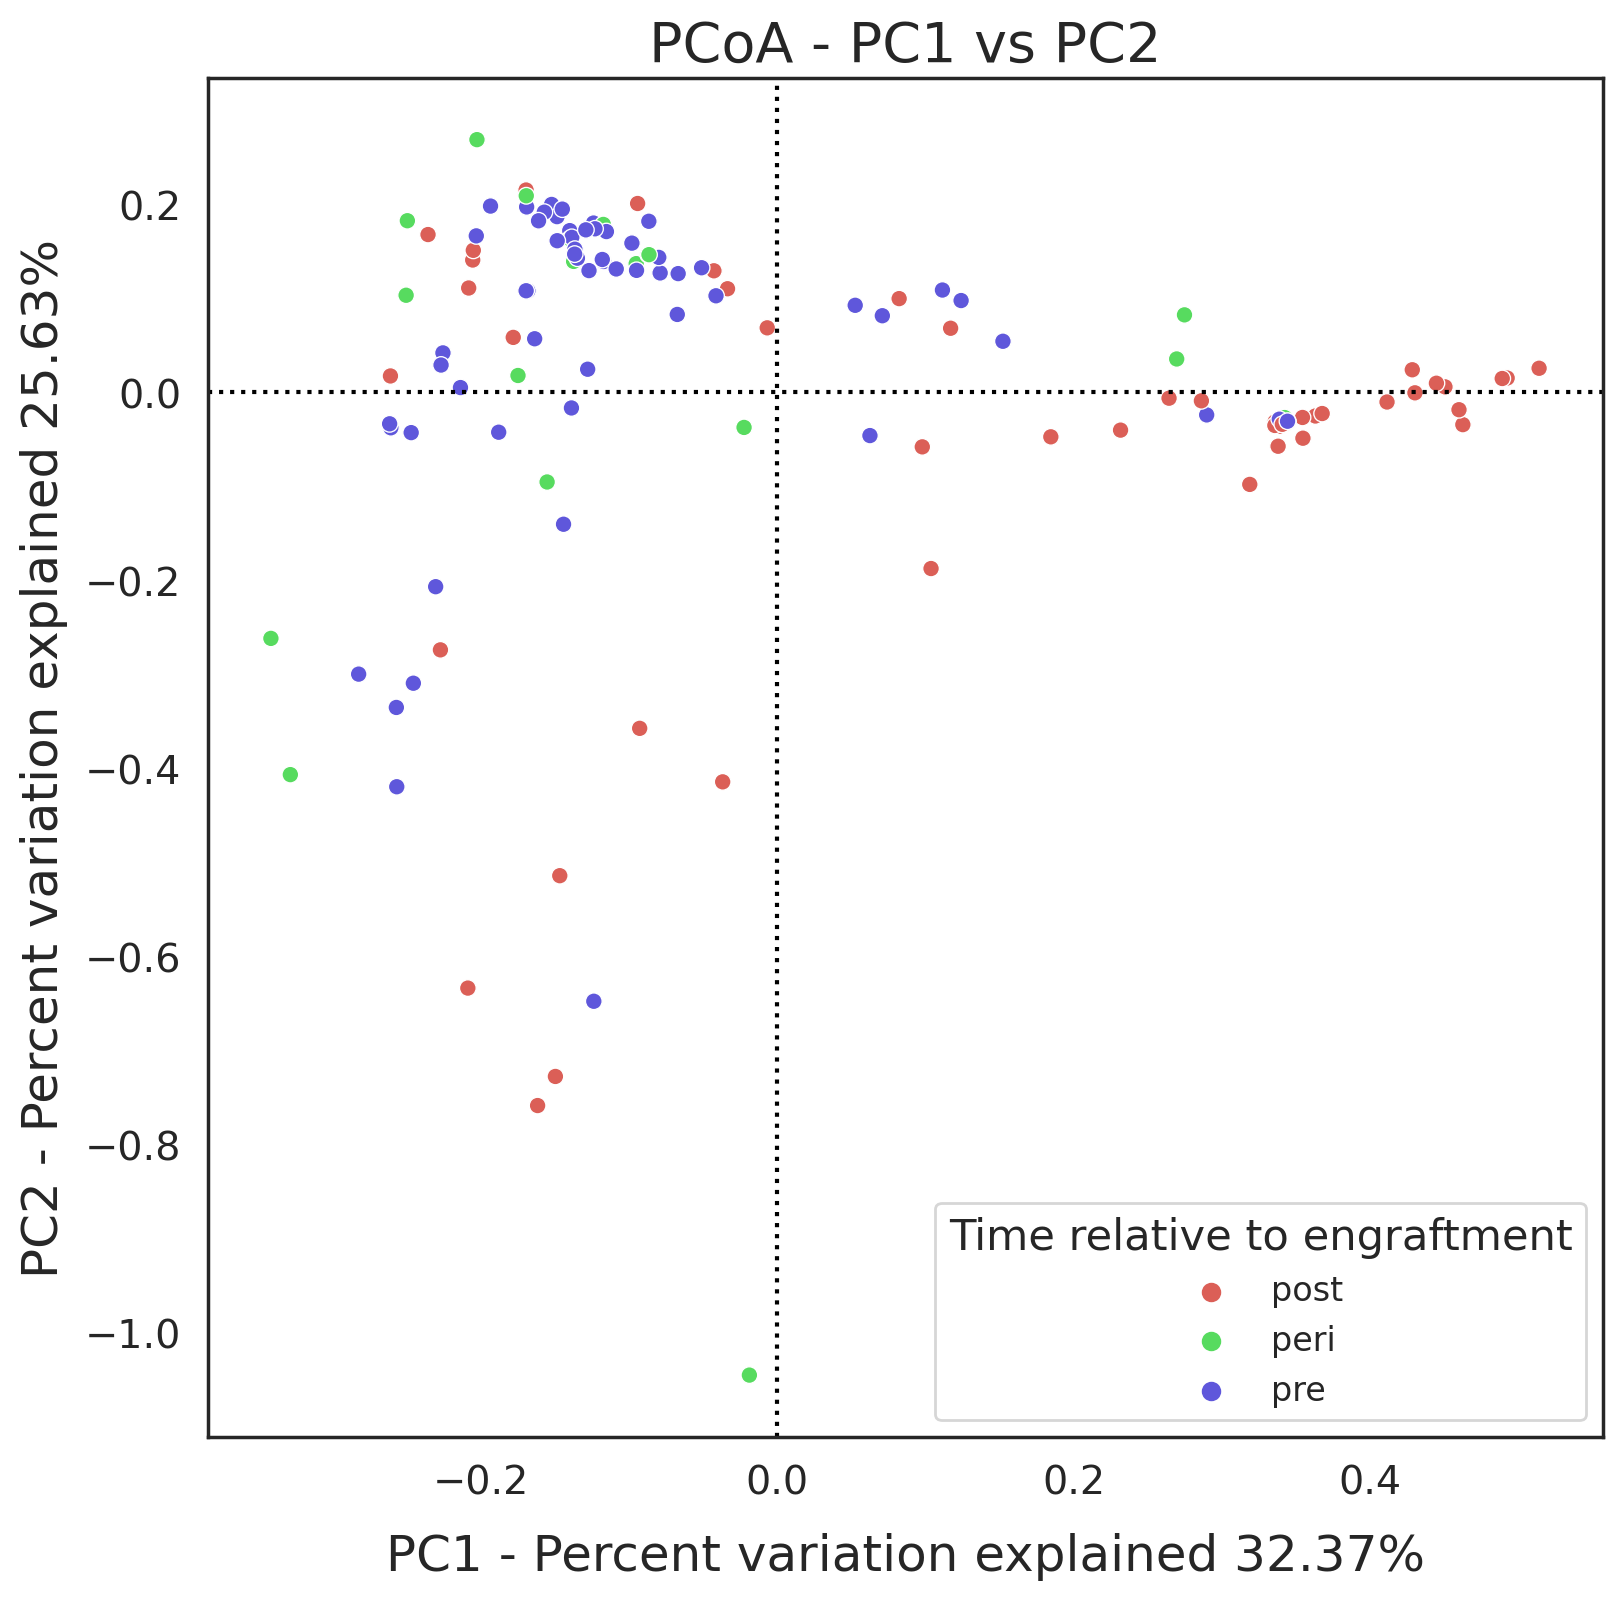 PCoA - PC1 vs PC2
PC2 - Percent variation explained 25.63%
0.2
0.0
−0.2
−0.4
−0.6
−0.8
−1.0
Time relative to engraftment
post
peri
pre
−0.2 0.0 0.2 0.4
PC1 - Percent variation explained 32.37%